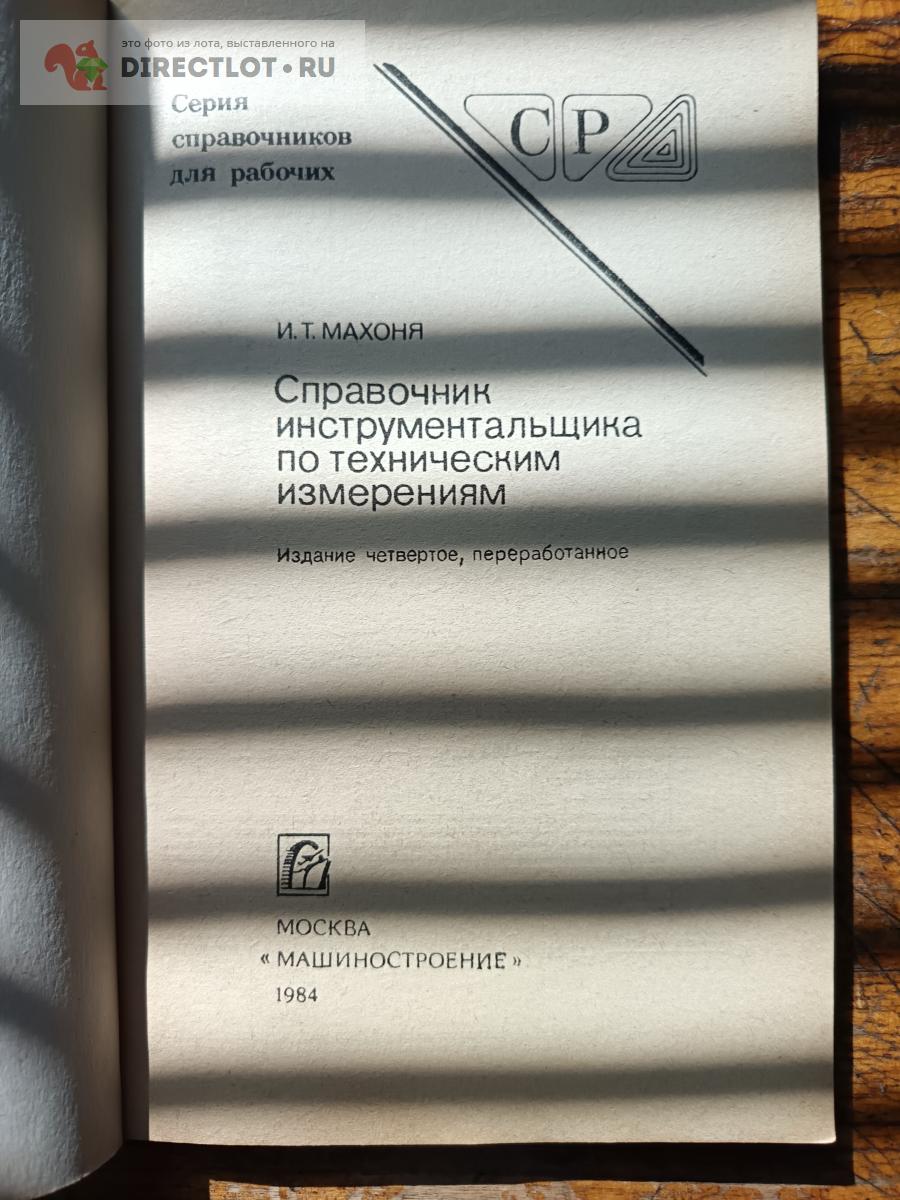 это фото из лота, выставленного на
DIRECTLOT.RU
Серия
справочников
для рабочих
СР
И. Т. МАХОНЯ
Справочник
инструментальщика
по техническим
измерениям
Издание четвертое, переработанное
МОСКВА
« МАШИНОСТРОЕНИЕ »
1984